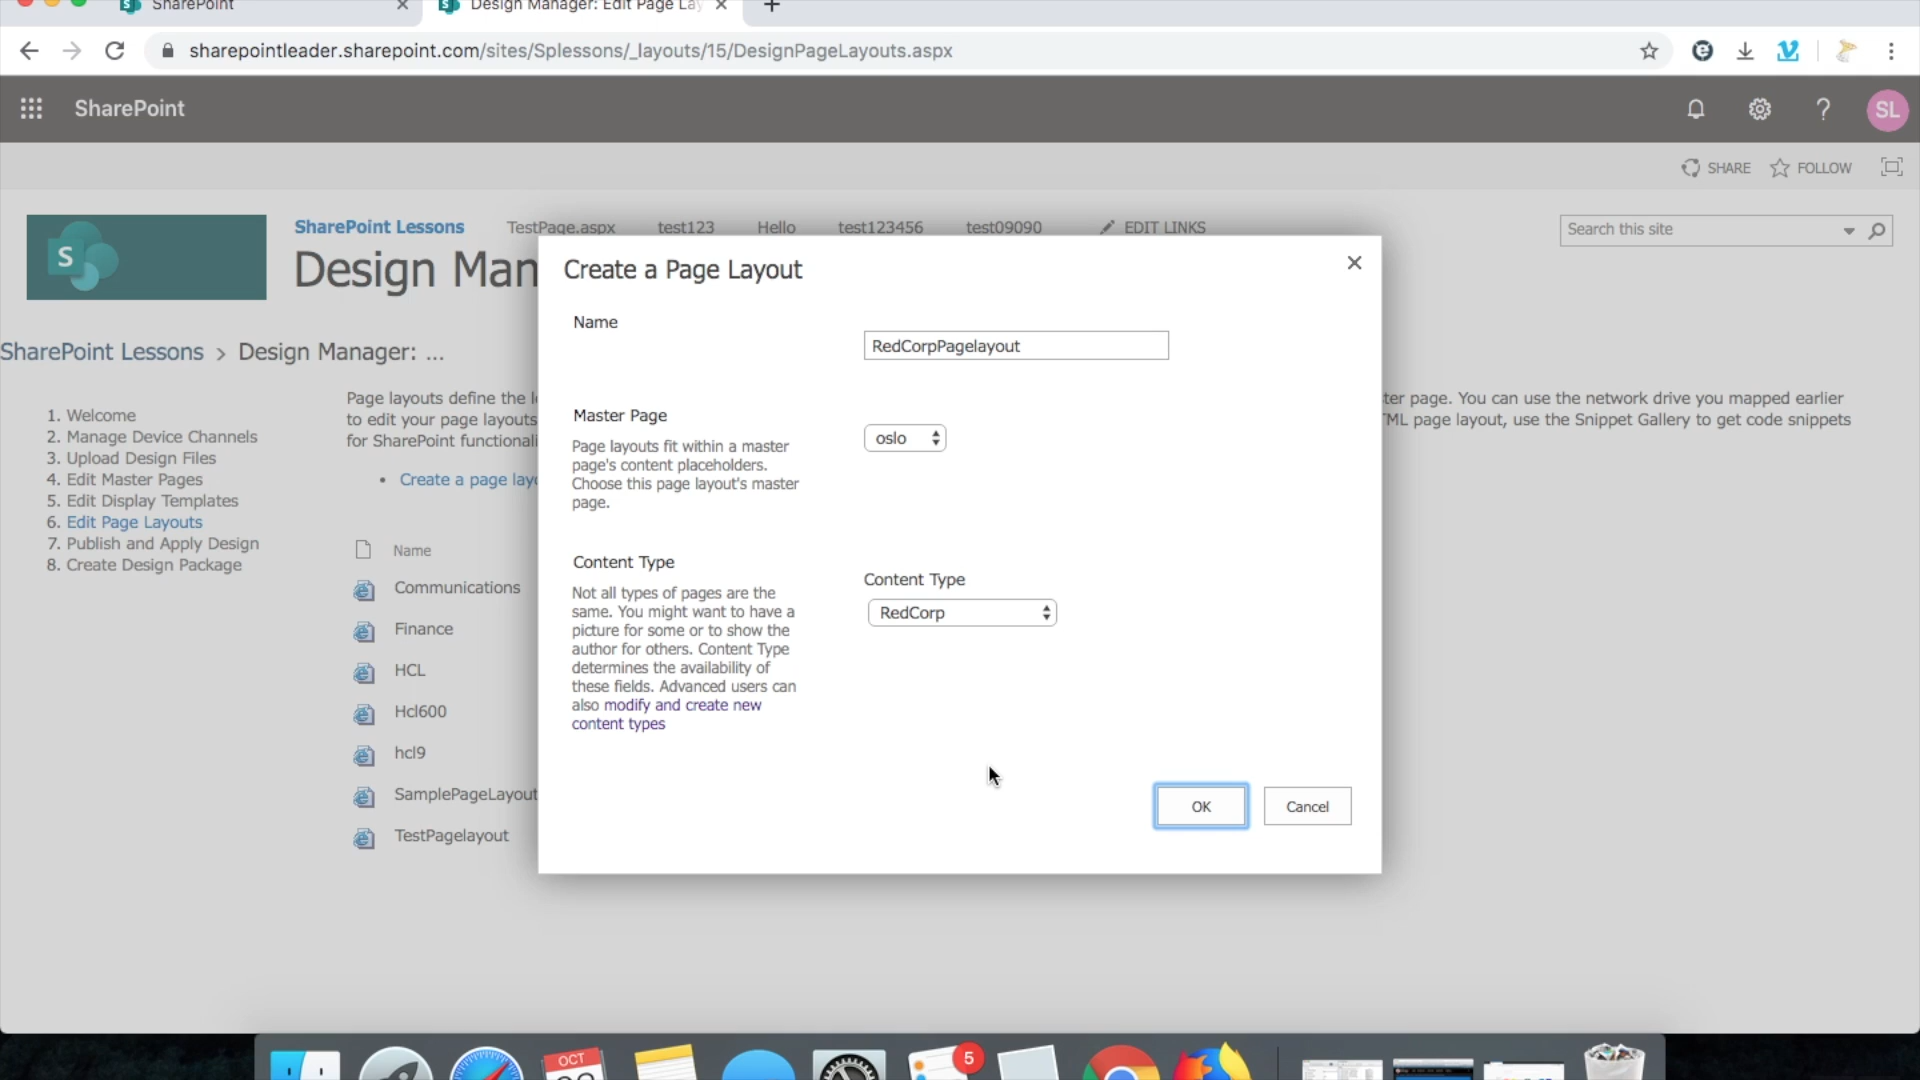 SharePoint
Design Manager: Edit Page Lay
sharepointleader.sharepoint.com/sites/Splessons/_layouts/15/DesignPageLayouts.aspx
SharePoint
SL
SHARE
FOLLOW
S
SharePoint Lessons TestPage.aspx test123 Hello test123456 test09090 EDIT LINKS
Search this site
Design Man
SharePoint Lessons > Design Manager: ...
1. Welcome
2. Manage Device Channels
3. Upload Design Files
4. Edit Master Pages
5. Edit Display Templates
6. Edit Page Layouts
7. Publish and Apply Design
8. Create Design Package
Page layouts define the l
to edit your page layouts
for SharePoint functionali
ter page. You can use the network drive you mapped earlier
ML page layout, use the Snippet Gallery to get code snippets
• Create a page layo
Name
Communications
Finance
HCL
Hcl600
hcl9
SamplePageLayout
TestPagelayout
Create a Page Layout
Name
RedCorpPagelayout
Master Page
Page layouts fit within a master
page's content placeholders.
Choose this page layout's master
page.
oslo
Content Type
Not all types of pages are the
same. You might want to have a
picture for some or to show the
author for others. Content Type
determines the availability of
these fields. Advanced users can
also modify and create new
content types
Content Type
RedCorp
OK
Cancel
OCT
5